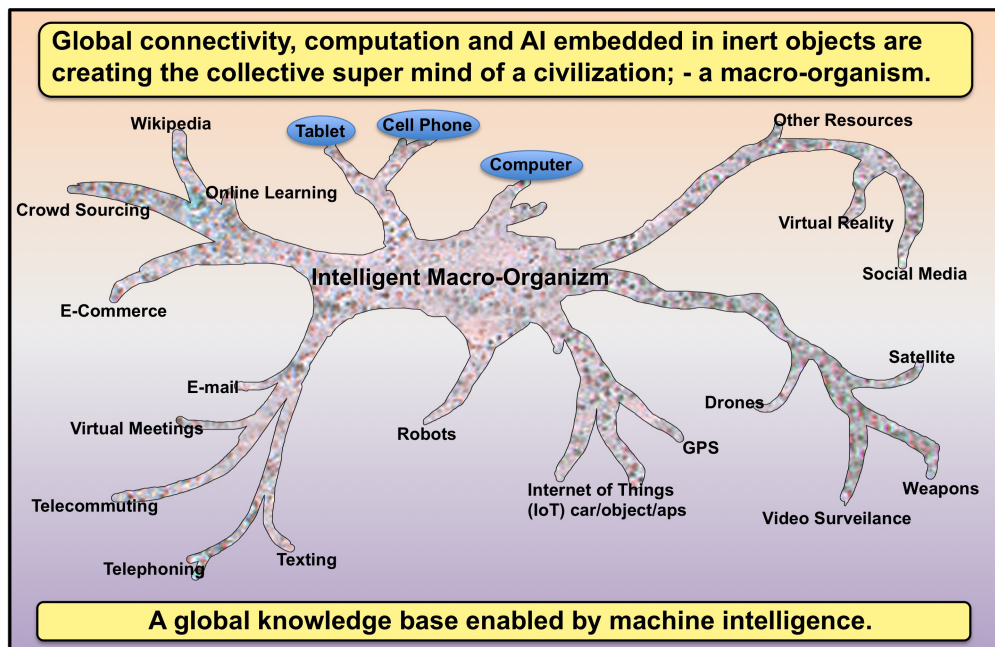 Global connectivity, computation and AI embedded in inert objects are
creating the collective super mind of a civilization; - a macro-organism.
Wikipedia
Tablet
Cell Phone
Other Resources
Computer
Online Learning
Crowd Sourcing
Virtual Reality
Social Media
Intelligent Macro-Organizm
E-Commerce
Satellite
E-mail
Drones
Virtual Meetings
Robots
GPS
Internet of Things
(IoT) car/object/aps
Weapons
Telecommuting
Video Surveilance
Texting
Telephoning
A global knowledge base enabled by machine intelligence.